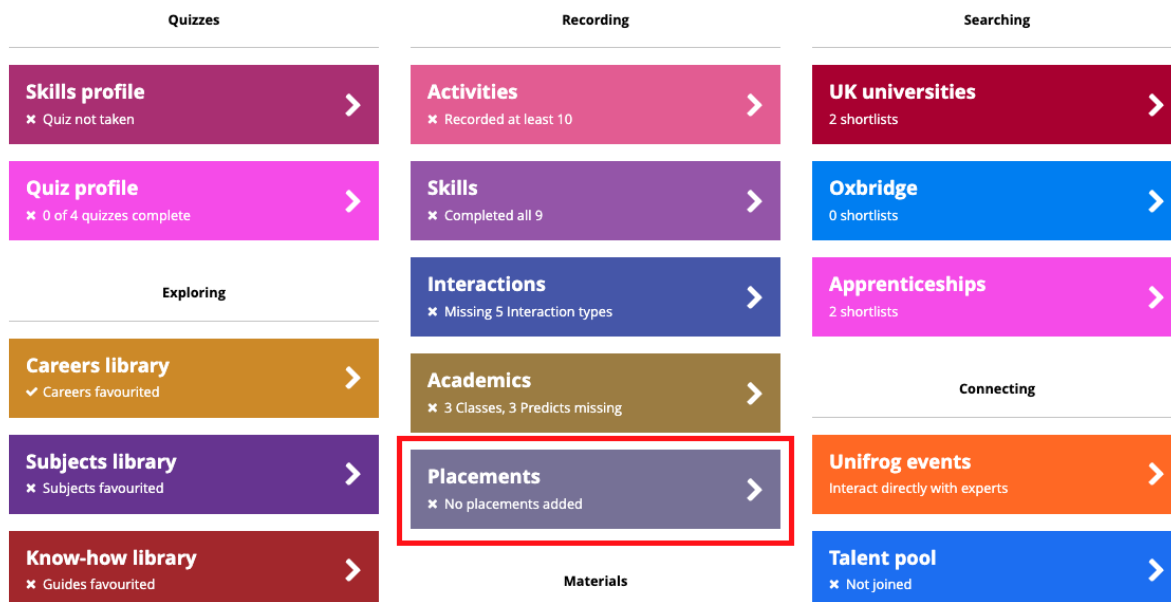 Quizzes
Skills profile
✖ Quiz not taken
Quiz profile
✖ 0 of 4 quizzes complete
Exploring
Careers library
✔ Careers favourited
Subjects library
✖ Subjects favourited
Know-how library
✖ Guides favourited
Recording
Activities
✖ Recorded at least 10
Skills
✖ Completed all 9
Interactions
✖ Missing 5 Interaction types
Academics
✖ 3 Classes, 3 Predicts missing
Placements
✖ No placements added
Materials
Searching
UK universities
2 shortlists
Oxbridge
0 shortlists
Apprenticeships
2 shortlists
Connecting
Unifrog events
Interact directly with experts
Talent pool
✖ Not joined